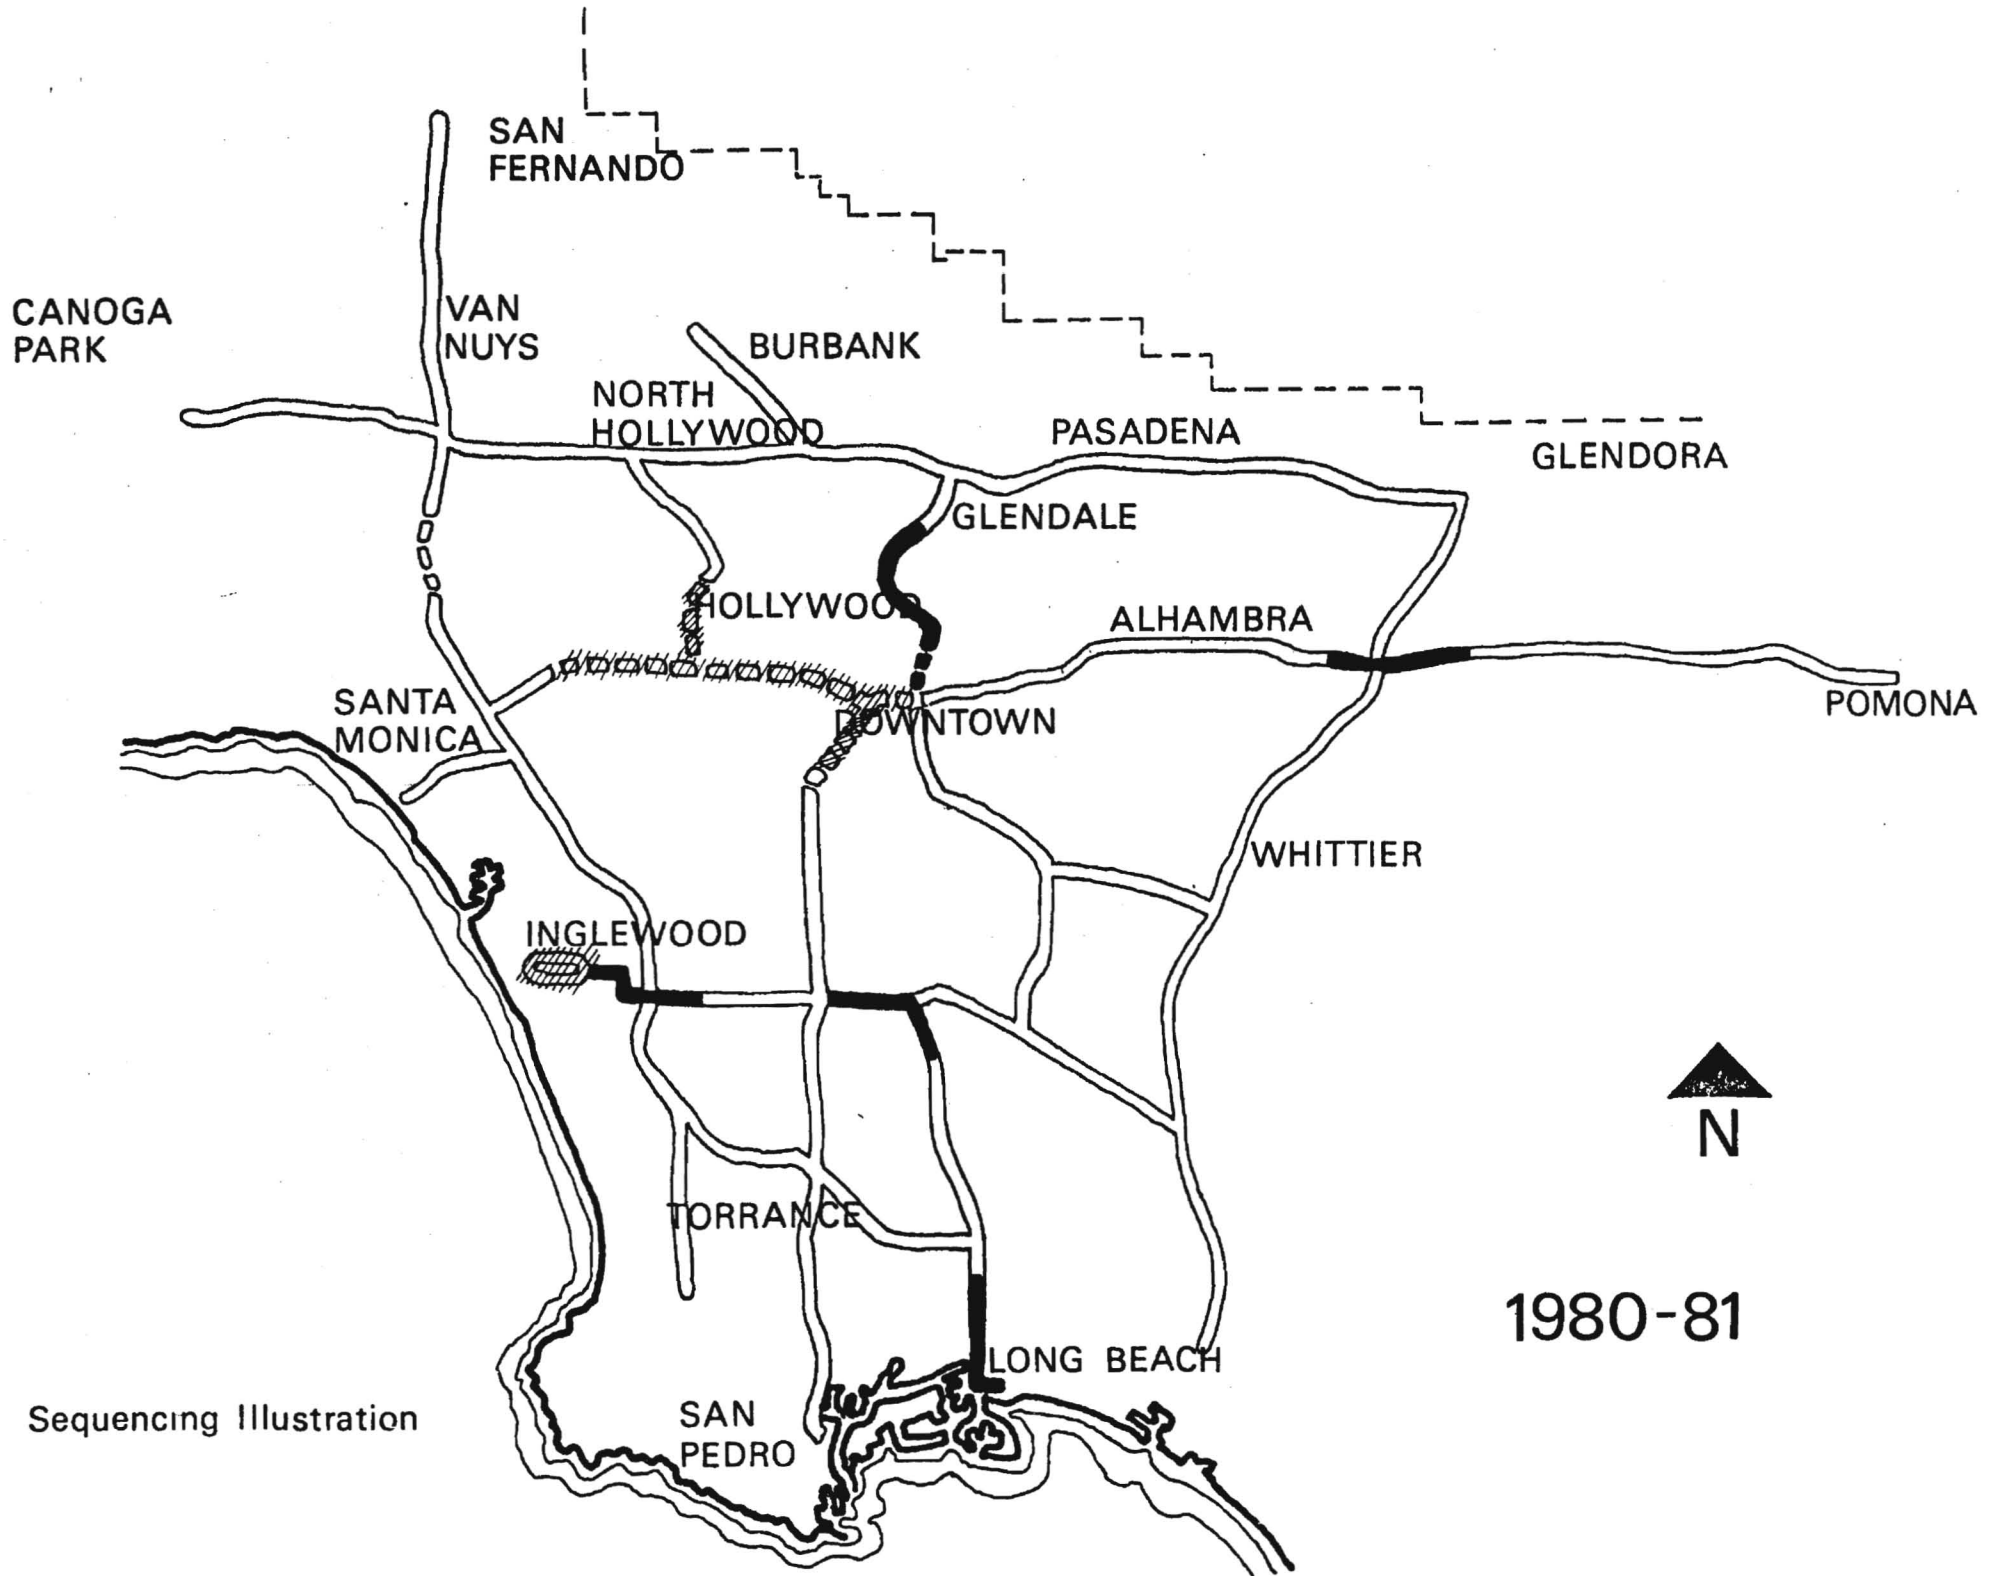 SAN
FERNANDO
CANOGA
PARK
VAN
NUYS
BURBANK
NORTH
HOLLYWOOD
PASADENA
GLENDORA
GLENDALE
HOLLYWOOD
ALHAMBRA
SANTA
MONICA
DOWNTOWN
POMONA
WHITTIER
INGLEWOOD
N
TORRANCE
1980-81
LONG BEACH
Sequencing Illustration
SAN
PEDRO